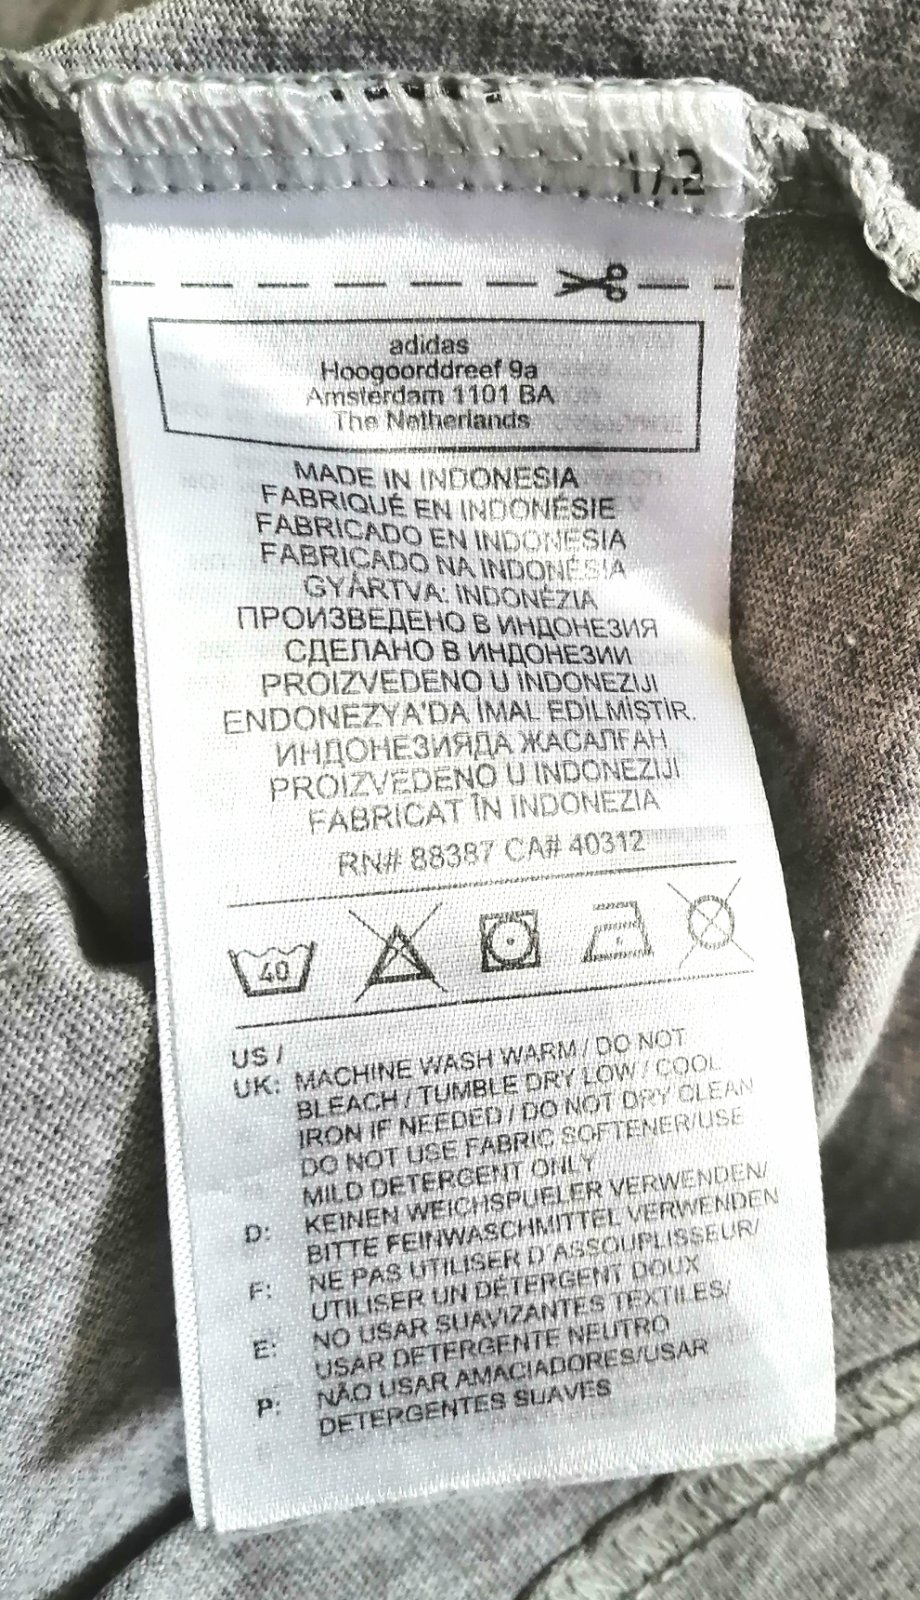 17.2
adidas
Hoogoorddreef 9a
Amsterdam 1101 BA
The Netherlands
MADE IN INDONESIA
FABRIQUÉ EN INDONÉSIE
FABRICADO EN INDONESIA
FABRICADO NA INDONÉSIA
GYÁRTVA: INDONÉZIA
ПРОИЗВЕДЕНО В ИНДОНЕЗИЯ
СДЕЛАНО В ИНДОНЕЗИИ
PROIZVEDENO U INDONEZIJI
ENDONEZYA'DA İMAL EDİLMİŞTİR.
ИНДОНЕЗИЯДА ЖАСАЛҒАН
PROIZVEDENO U INDONEZIJI
FABRICAT ÎN INDONEZIA
RN# 88387 CA# 40312
40
US /
UK: MACHINE WASH WARM / DO NOT
BLEACH / TUMBLE DRY LOW / COOL
IRON IF NEEDED / DO NOT DRY CLEAN
DO NOT USE FABRIC SOFTENER/USE
MILD DETERGENT ONLY
D: KEINEN WEICHSPUELER VERWENDEN/
BITTE FEINWASCHMITTEL VERWENDEN
F: NE PAS UTILISER D'ASSOUPLISSEUR/
UTILISER UN DÉTERGENT DOUX
E: NO USAR SUAVIZANTES TEXTILES/
USAR DETERGENTE NEUTRO
P: NÃO USAR AMACIADORES/USAR
DETERGENTES SUAVES